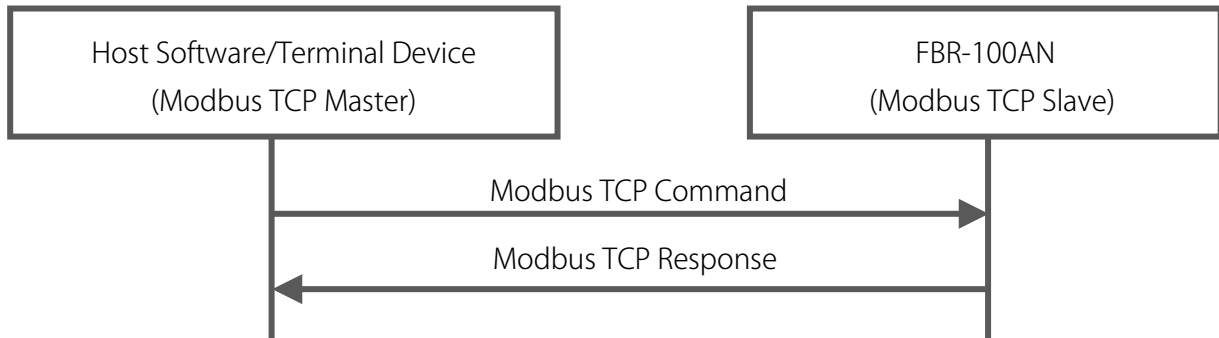 Host Software/Terminal Device
(Modbus TCP Master)
FBR-100AN
(Modbus TCP Slave)
Modbus TCP Command
Modbus TCP Response